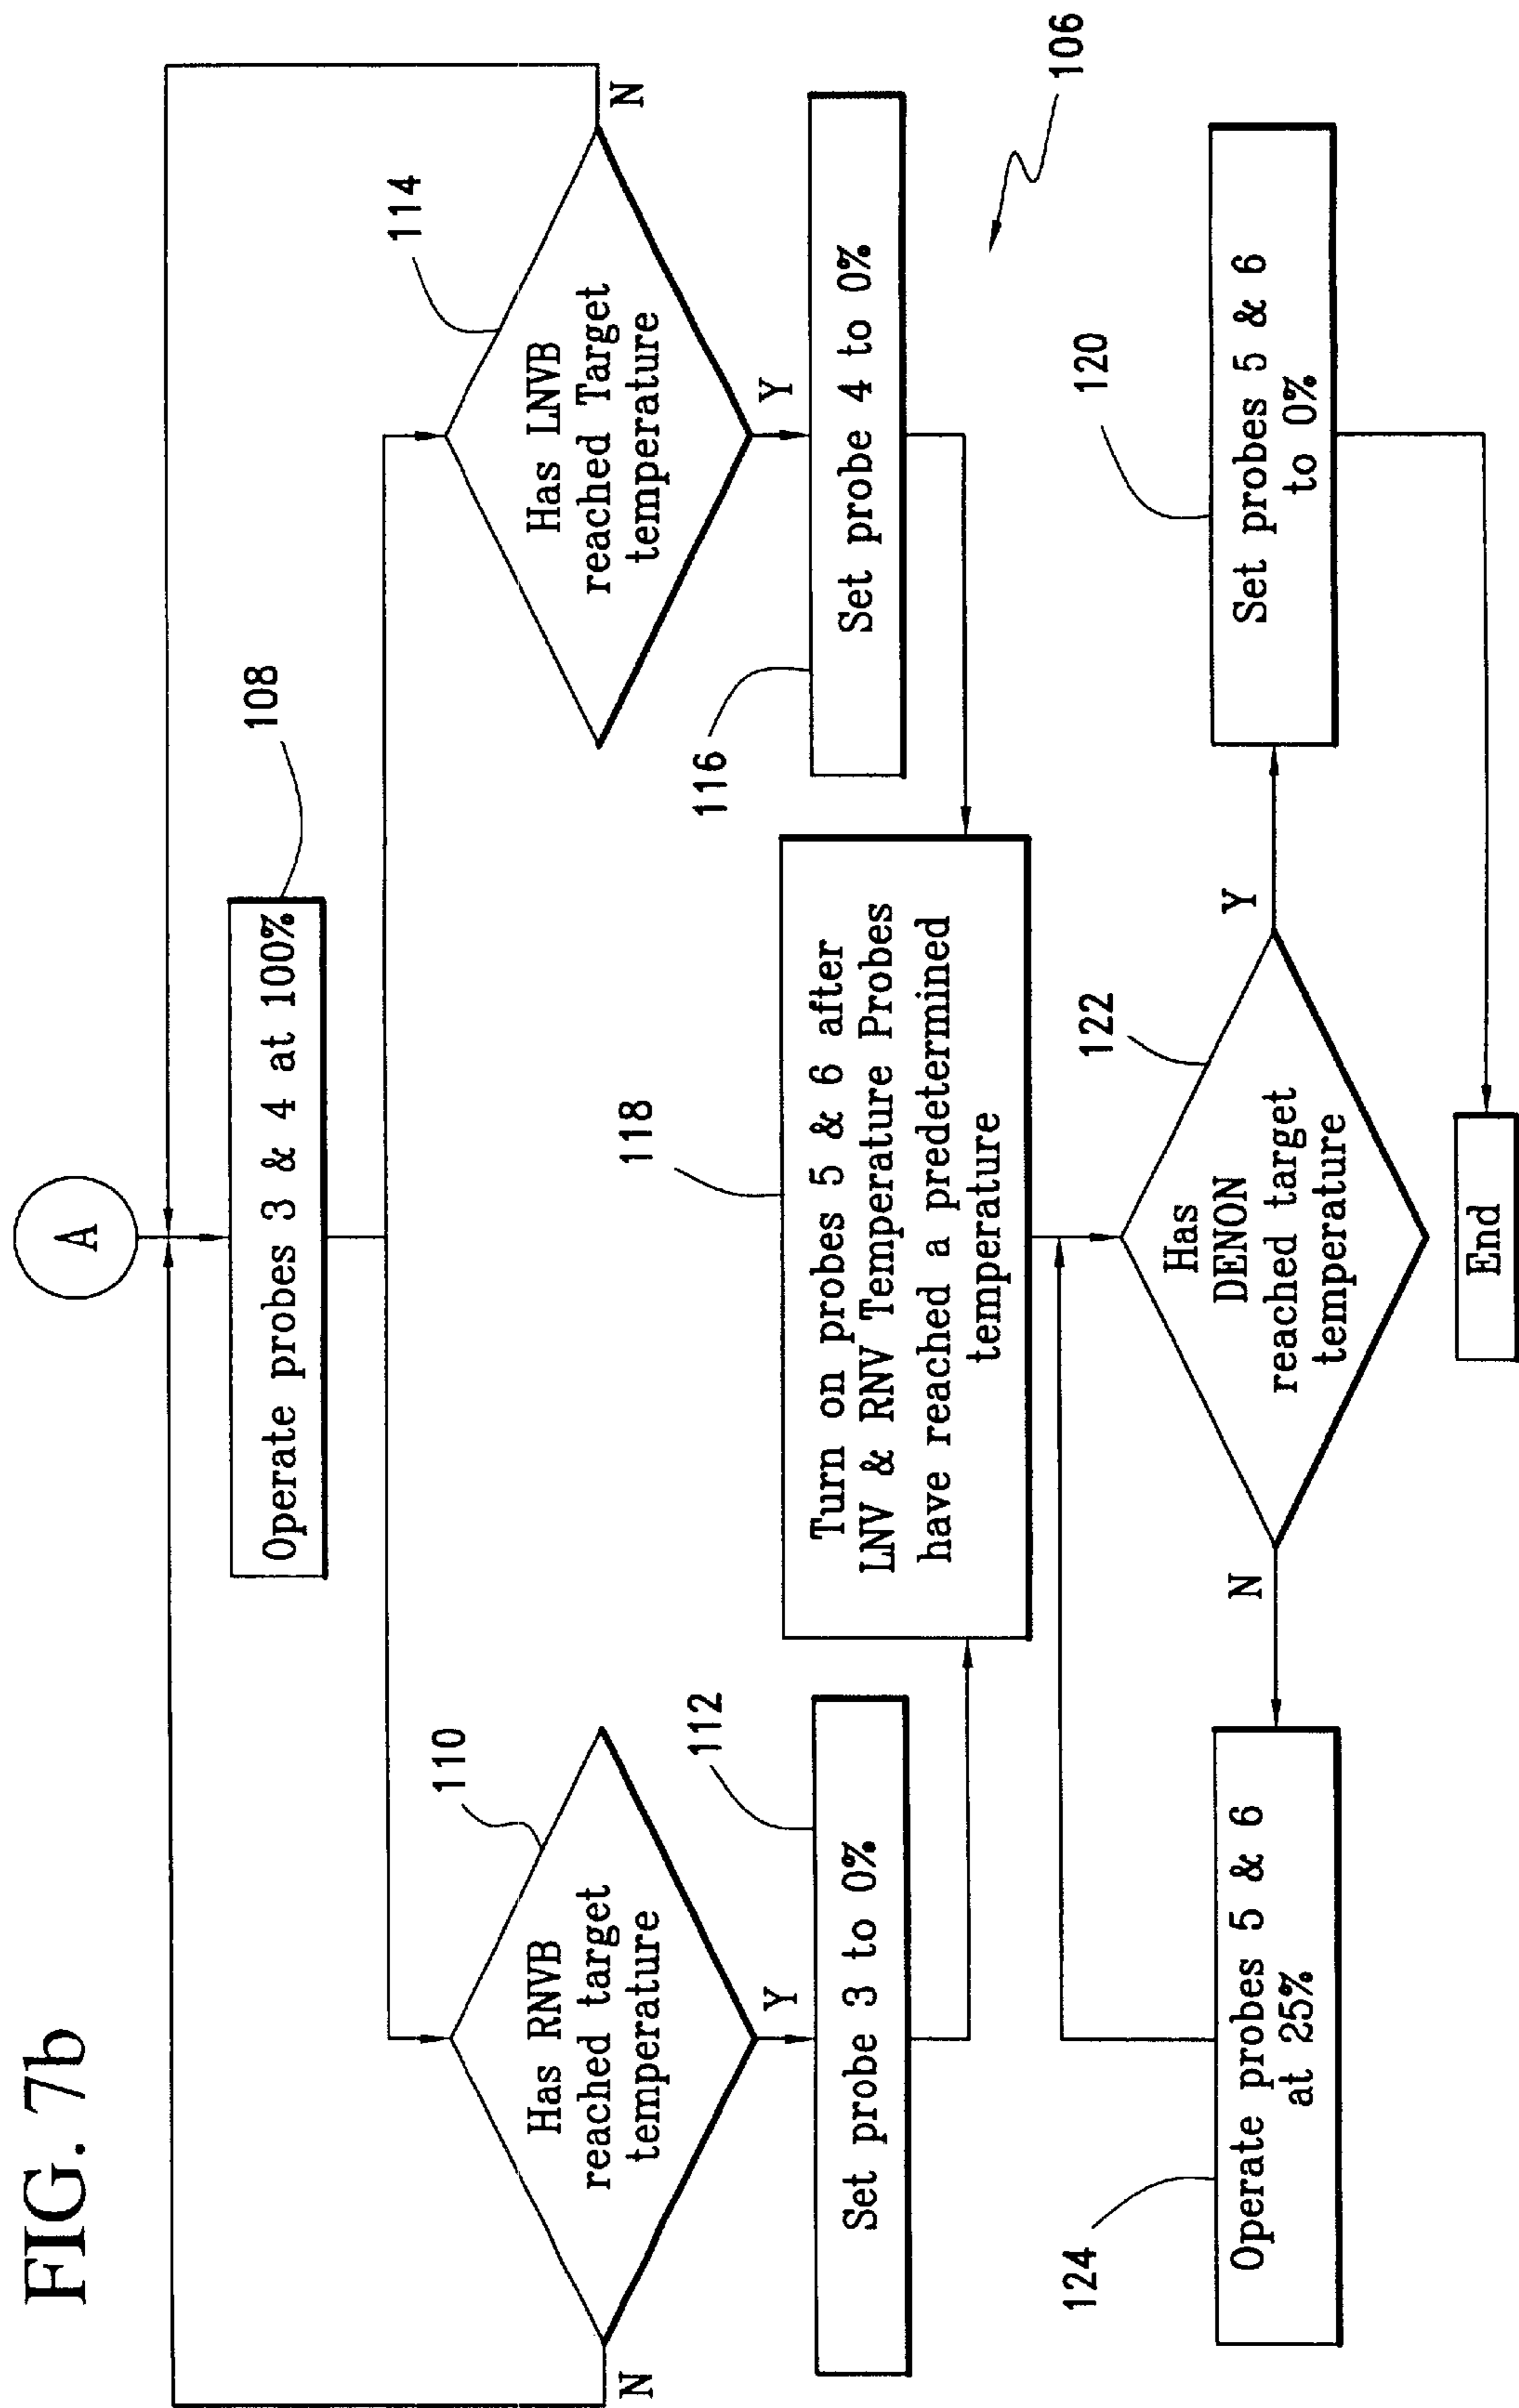 FIG. 7b
A
Operate probes 3 & 4 at 100%
108
110
Has RNVB
reached target
temperature
N
Y
114
Has LNVB
reached Target
temperature
N
Y
112
Set probe 3 to 0%
116
Set probe 4 to 0%
118
Turn on probes 5 & 6 after
LNV & RNV Temperature Probes
have reached a predetermined
temperature
106
122
Has
DENON
reached target
temperature
N
Y
124
Operate probes 5 & 6
at 25%
120
Set probes 5 & 6
to 0%
End